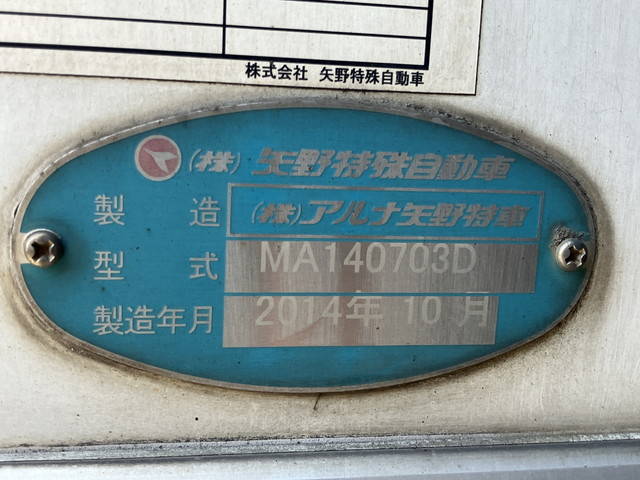 株式会社 矢野特殊自動車
(株) 矢野特殊自動車
製造 (株)アルナ矢野特車
型式 MA140703D
製造年月 2014年 10月